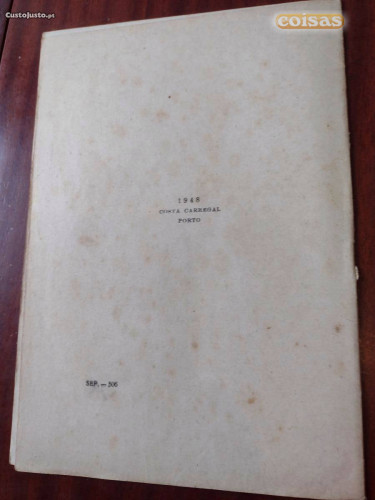 CustoJusto.pt
coisas
1948
COSTA CARREGAL
PORTO
SEP. — 306